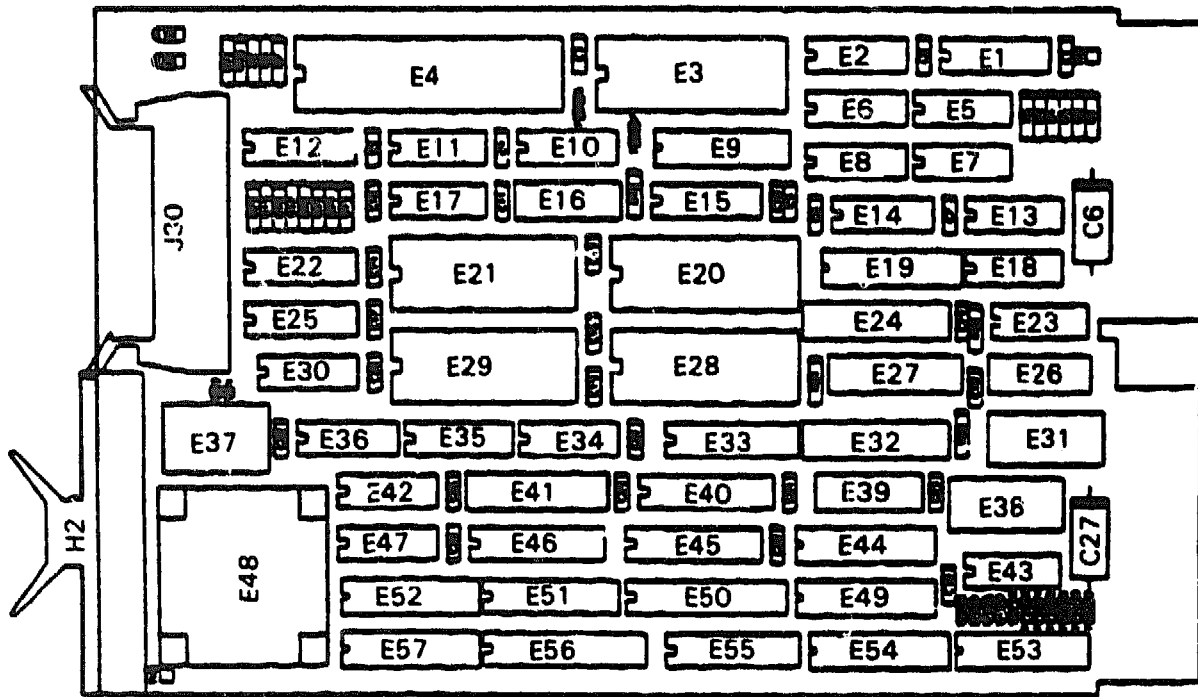 E4 E3 E2 E1
E6 E5
E12 E11 E10 E9
E8 E7
J30
E17 E16 E15 E14 E13 C6
E22 E21 E20 E19 E18
E25 E24 E23
E30 E29 E28 E27 E26
E37 E36 E35 E34 E33 E32 E31
E42 E41 E40 E39 E38
H2 E48 E47 E46 E45 E44 C27
E43
E52 E51 E50 E49
E57 E56 E55 E54 E53